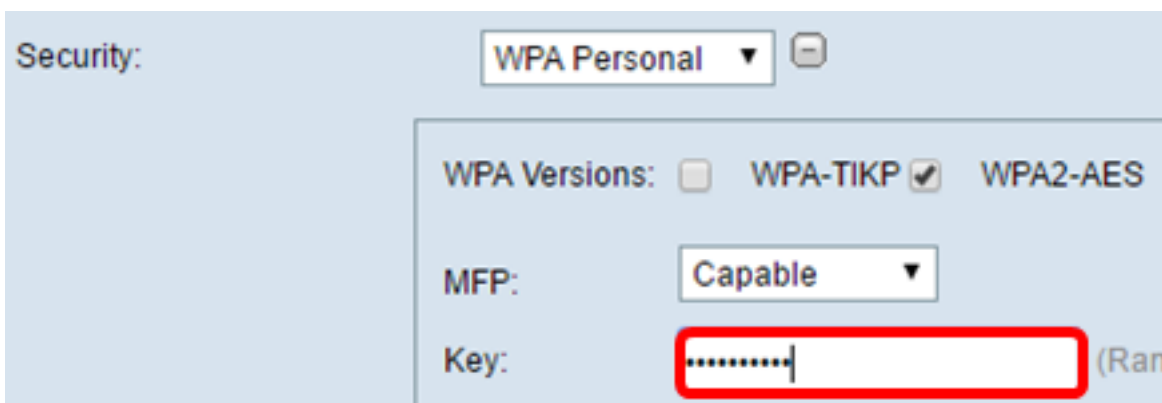 Security: WPA Personal
WPA Versions: WPA-TIKP WPA2-AES
MFP: Capable
Key: ••••••••••